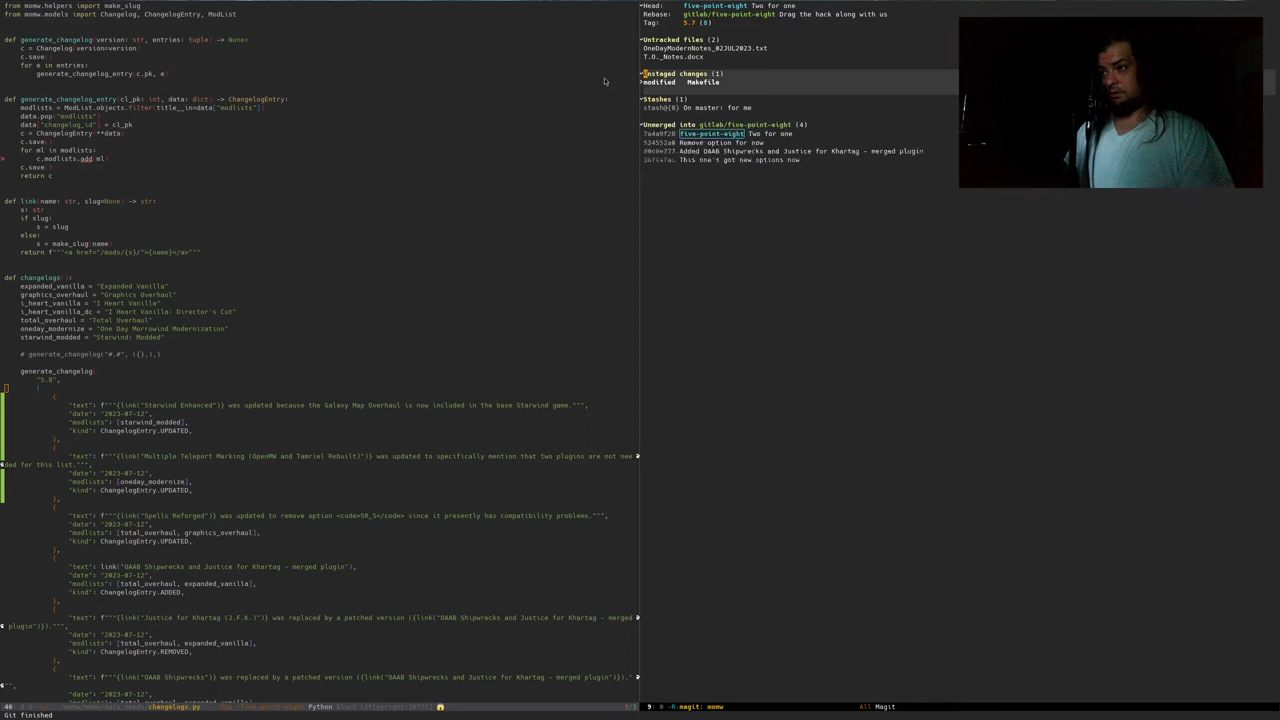 from momw.helpers import make_slug
from momw.models import Changelog, ChangelogEntry, ModList
def generate_changelog(version: str, entries: tuple) -> None:
c = Changelog(version=version)
c.save()
for e in entries:
generate_changelog_entry(c.pk, e)
def generate_changelog_entry(cl_pk: int, data: dict) -> ChangelogEntry:
modlists = ModList.objects.filter(title__in=data["modlists"])
data.pop("modlists")
data["changelog_id"] = cl_pk
c = ChangelogEntry(**data)
c.save()
for ml in modlists:
c.modlists.add(ml)
c.save()
return c
def link(name: str, slug=None) -> str:
s: str
if slug:
s = slug
else:
s = make_slug(name)
return f"""<a href="/mods/{s}/">{name}</a>"""
def changelogs():
expanded_vanilla = "Expanded Vanilla"
graphics_overhaul = "Graphics Overhaul"
i_heart_vanilla = "I Heart Vanilla"
i_heart_vanilla_dc = "I Heart Vanilla: Director's Cut"
total_overhaul = "Total Overhaul"
oneday_modernize = "One Day Morrowind Modernization"
starwind_modded = "Starwind: Modded"
# generate_changelog("#.#", ({},),)
generate_changelog(
"5.8",
(
{
"text": f"""{link("Starwind Enhanced")} was updated because the Galaxy Map Overhaul is now included in the base Starwind game.""",
"date": "2023-07-12",
"modlists": [starwind_modded],
"kind": ChangelogEntry.UPDATED,
},
{
"text": f"""{link("Multiple Teleport Marking (OpenMW and Tamriel Rebuilt)")} was updated to specifically mention that two plugins are not nee
ded for this list.""",
"date": "2023-07-12",
"modlists": [oneday_modernize],
"kind": ChangelogEntry.UPDATED,
},
{
"text": f"""{link("Spells Reforged")} was updated to remove option <code>SR_S</code> since it presently has compatibility problems.""",
"date": "2023-07-12",
"modlists": [total_overhaul, graphics_overhaul],
"kind": ChangelogEntry.UPDATED,
},
{
"text": link("OAAB Shipwrecks and Justice for Khartag - merged plugin"),
"date": "2023-07-12",
"modlists": [total_overhaul, expanded_vanilla],
"kind": ChangelogEntry.ADDED,
},
{
"text": f"""{link("Justice for Khartag (J.F.K.)")} was replaced by a patched version ({link("OAAB Shipwrecks and Justice for Khartag - merged
plugin")}).""",
"date": "2023-07-12",
"modlists": [total_overhaul, expanded_vanilla],
"kind": ChangelogEntry.REMOVED,
},
{
"text": f"""{link("OAAB Shipwrecks")} was replaced by a patched version ({link("OAAB Shipwrecks and Justice for Khartag - merged plugin")})."
"",
"date": "2023-07-12",
changelogs.py Top five-point-eight Python Black 9/3
Git finished
Head: five-point-eight Two for one
Rebase: gitlab/five-point-eight Drag the hack along with us
Tag: 5.7 (8)
Untracked files (2)
OneDayModernNotes_02JUL2023.txt
T.O._Notes.docx
Unstaged changes (1)
modified Makefile
Stashes (1)
stash@{0} On master: for me
Unmerged into gitlab/five-point-eight (4)
7a4a9f28 five-point-eight Two for one
524552a8 Remove option for now
Added OAAB Shipwrecks and Justice for Khartag - merged plugin
This one's got new options now
magit: momw All Magit